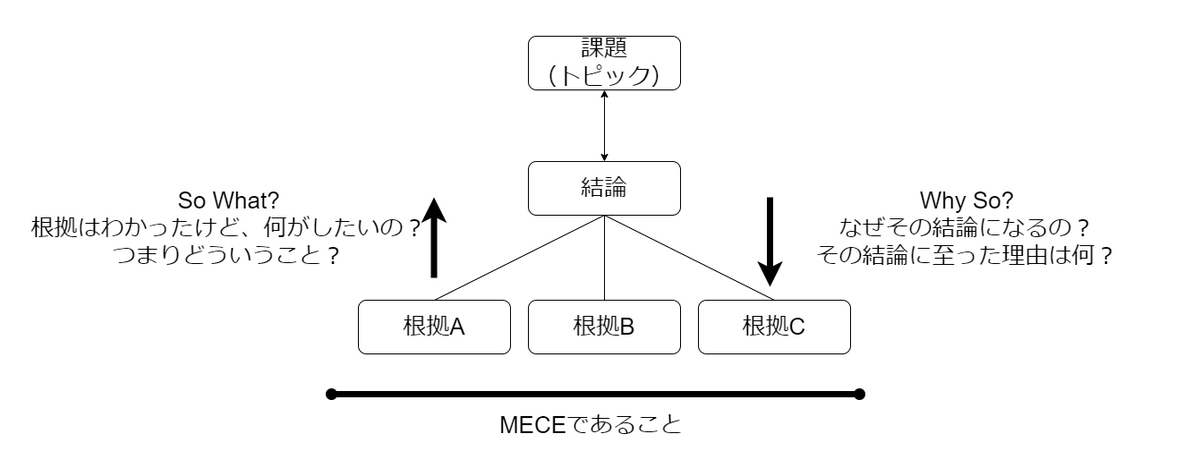 課題
（トピック）
結論
So What?
根拠はわかったけど、何がしたいの？
つまりどういうこと？
Why So?
なぜその結論になるの？
その結論に至った理由は何？
根拠A
根拠B
根拠C
MECEであること